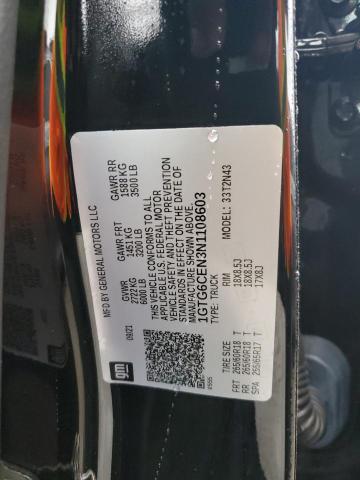 MFD BY GENERAL MOTORS LLC
gm
09/21
GVWR
2722 KG
6000 LB
GAWR FRT
1451 KG
3200 LB
GAWR RR
1588 KG
3500 LB
THIS VEHICLE CONFORMS TO ALL
APPLICABLE U.S. FEDERAL MOTOR
VEHICLE SAFETY AND THEFT PREVENTION
STANDARDS IN EFFECT ON THE DATE OF
MANUFACTURE SHOWN ABOVE.
1GTG6CEN3N1108603
TYPE: TRUCK
MODEL: 33T2N43
TIRE SIZE
RIM
FRT 265/60R18 T 18X8.5J
RR 265/60R18 T 18X8.5J
SPA 255/65R17 T 17X8J